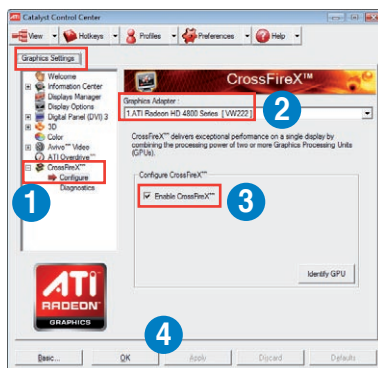 Catalyst Control Center
View Hotkeys Profiles Preferences Help
Graphics Settings
Welcome
Information Center
Displays Manager
Display Options
Digital Panel (DVI) 3
3D
Color
Avivo™ Video
ATI Overdrive™
CrossFireX™
Configure
Diagnostics
1
CrossFireX™
Graphics Adapter :
1.ATI Radeon HD 4800 Series [ VW222 ]
2
CrossFireX™ delivers exceptional performance on a single display by
combining the processing power of two or more Graphics Processing Units
(GPUs).
Configure CrossFireX™
Enable CrossFireX™
3
Identify GPU
ATI
RADEON
GRAPHICS
4
Basic... OK Apply Discard Defaults